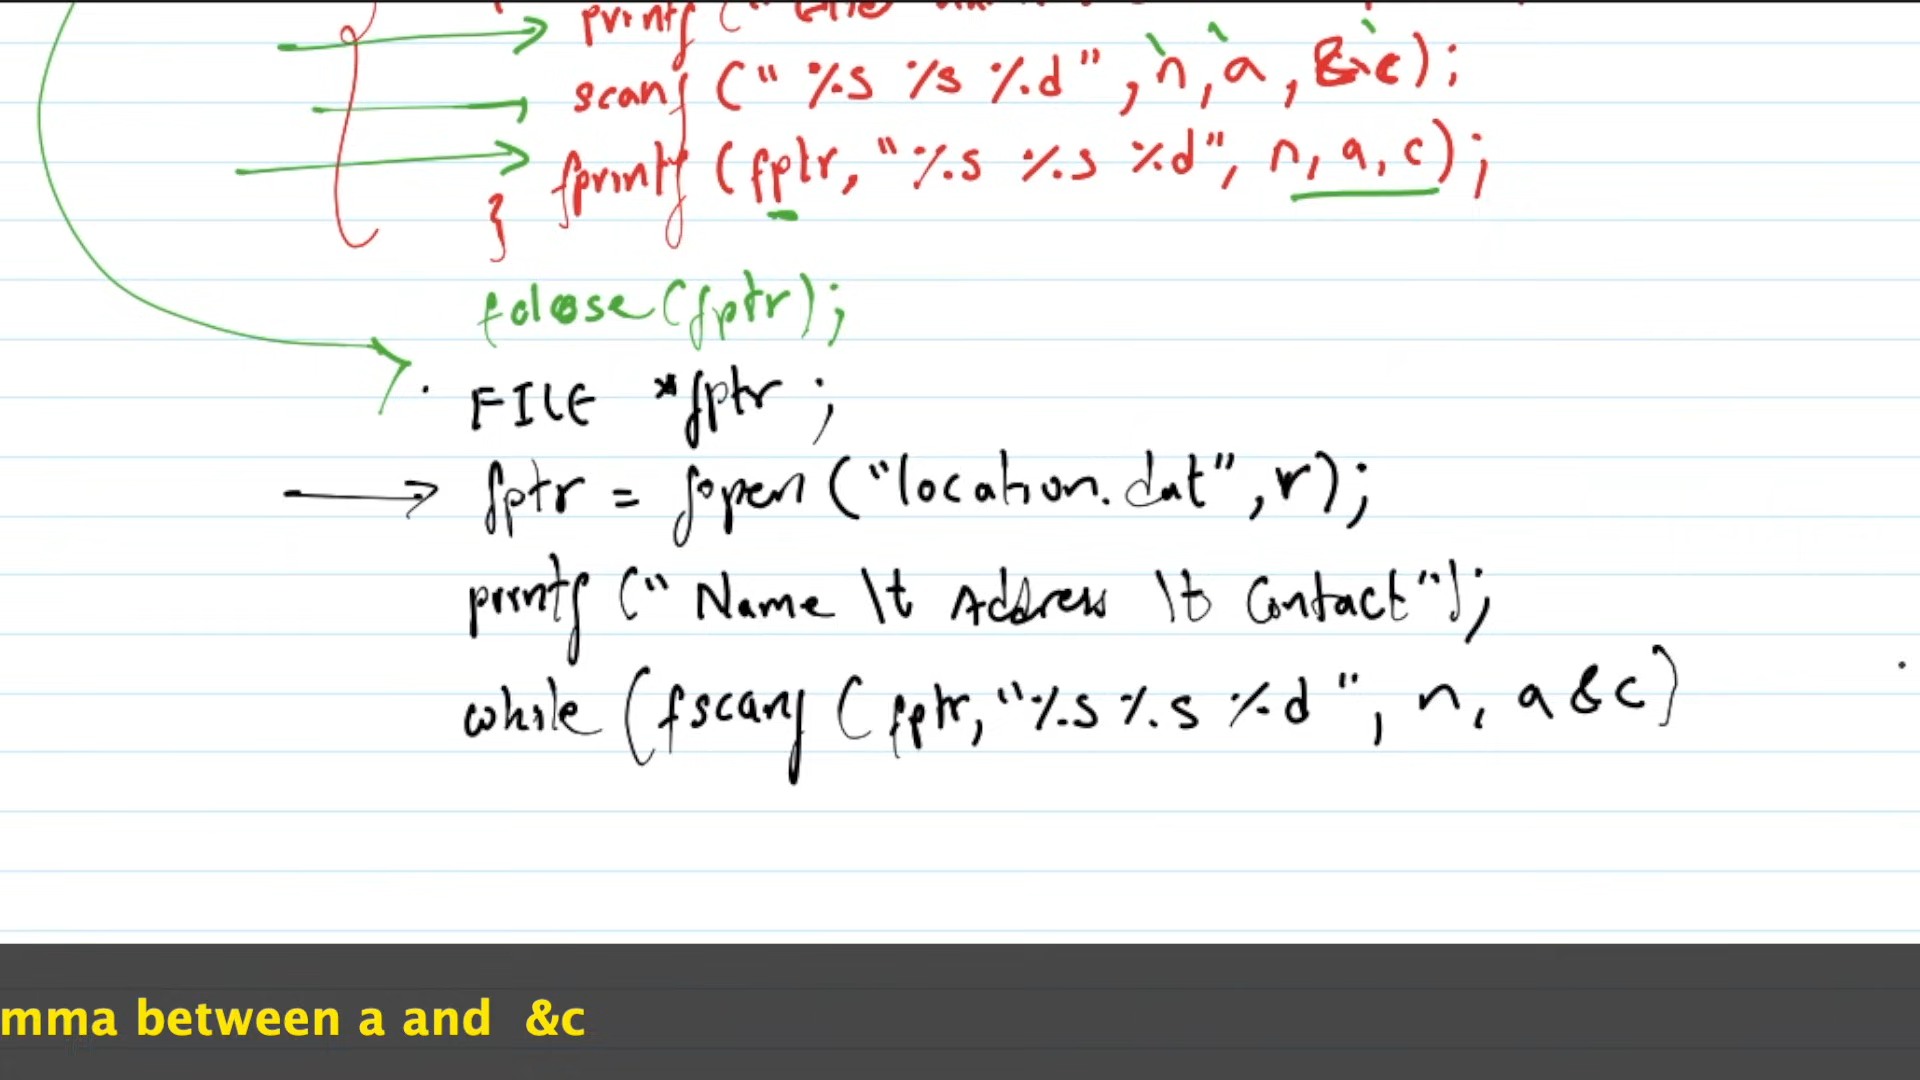 printf ("
scanf (" %s %s %d", n, a, &c);
fprintf (fptr, "%s %s %d", n, a, c);
}
fclose (fptr);
FILE *fptr ;
fptr = fopen ("location.dat", r);
printf (" Name \t Address \t Contact");
while (fscanf ( fptr, "%s %s %d ", n, a &c)
mma between a and &c